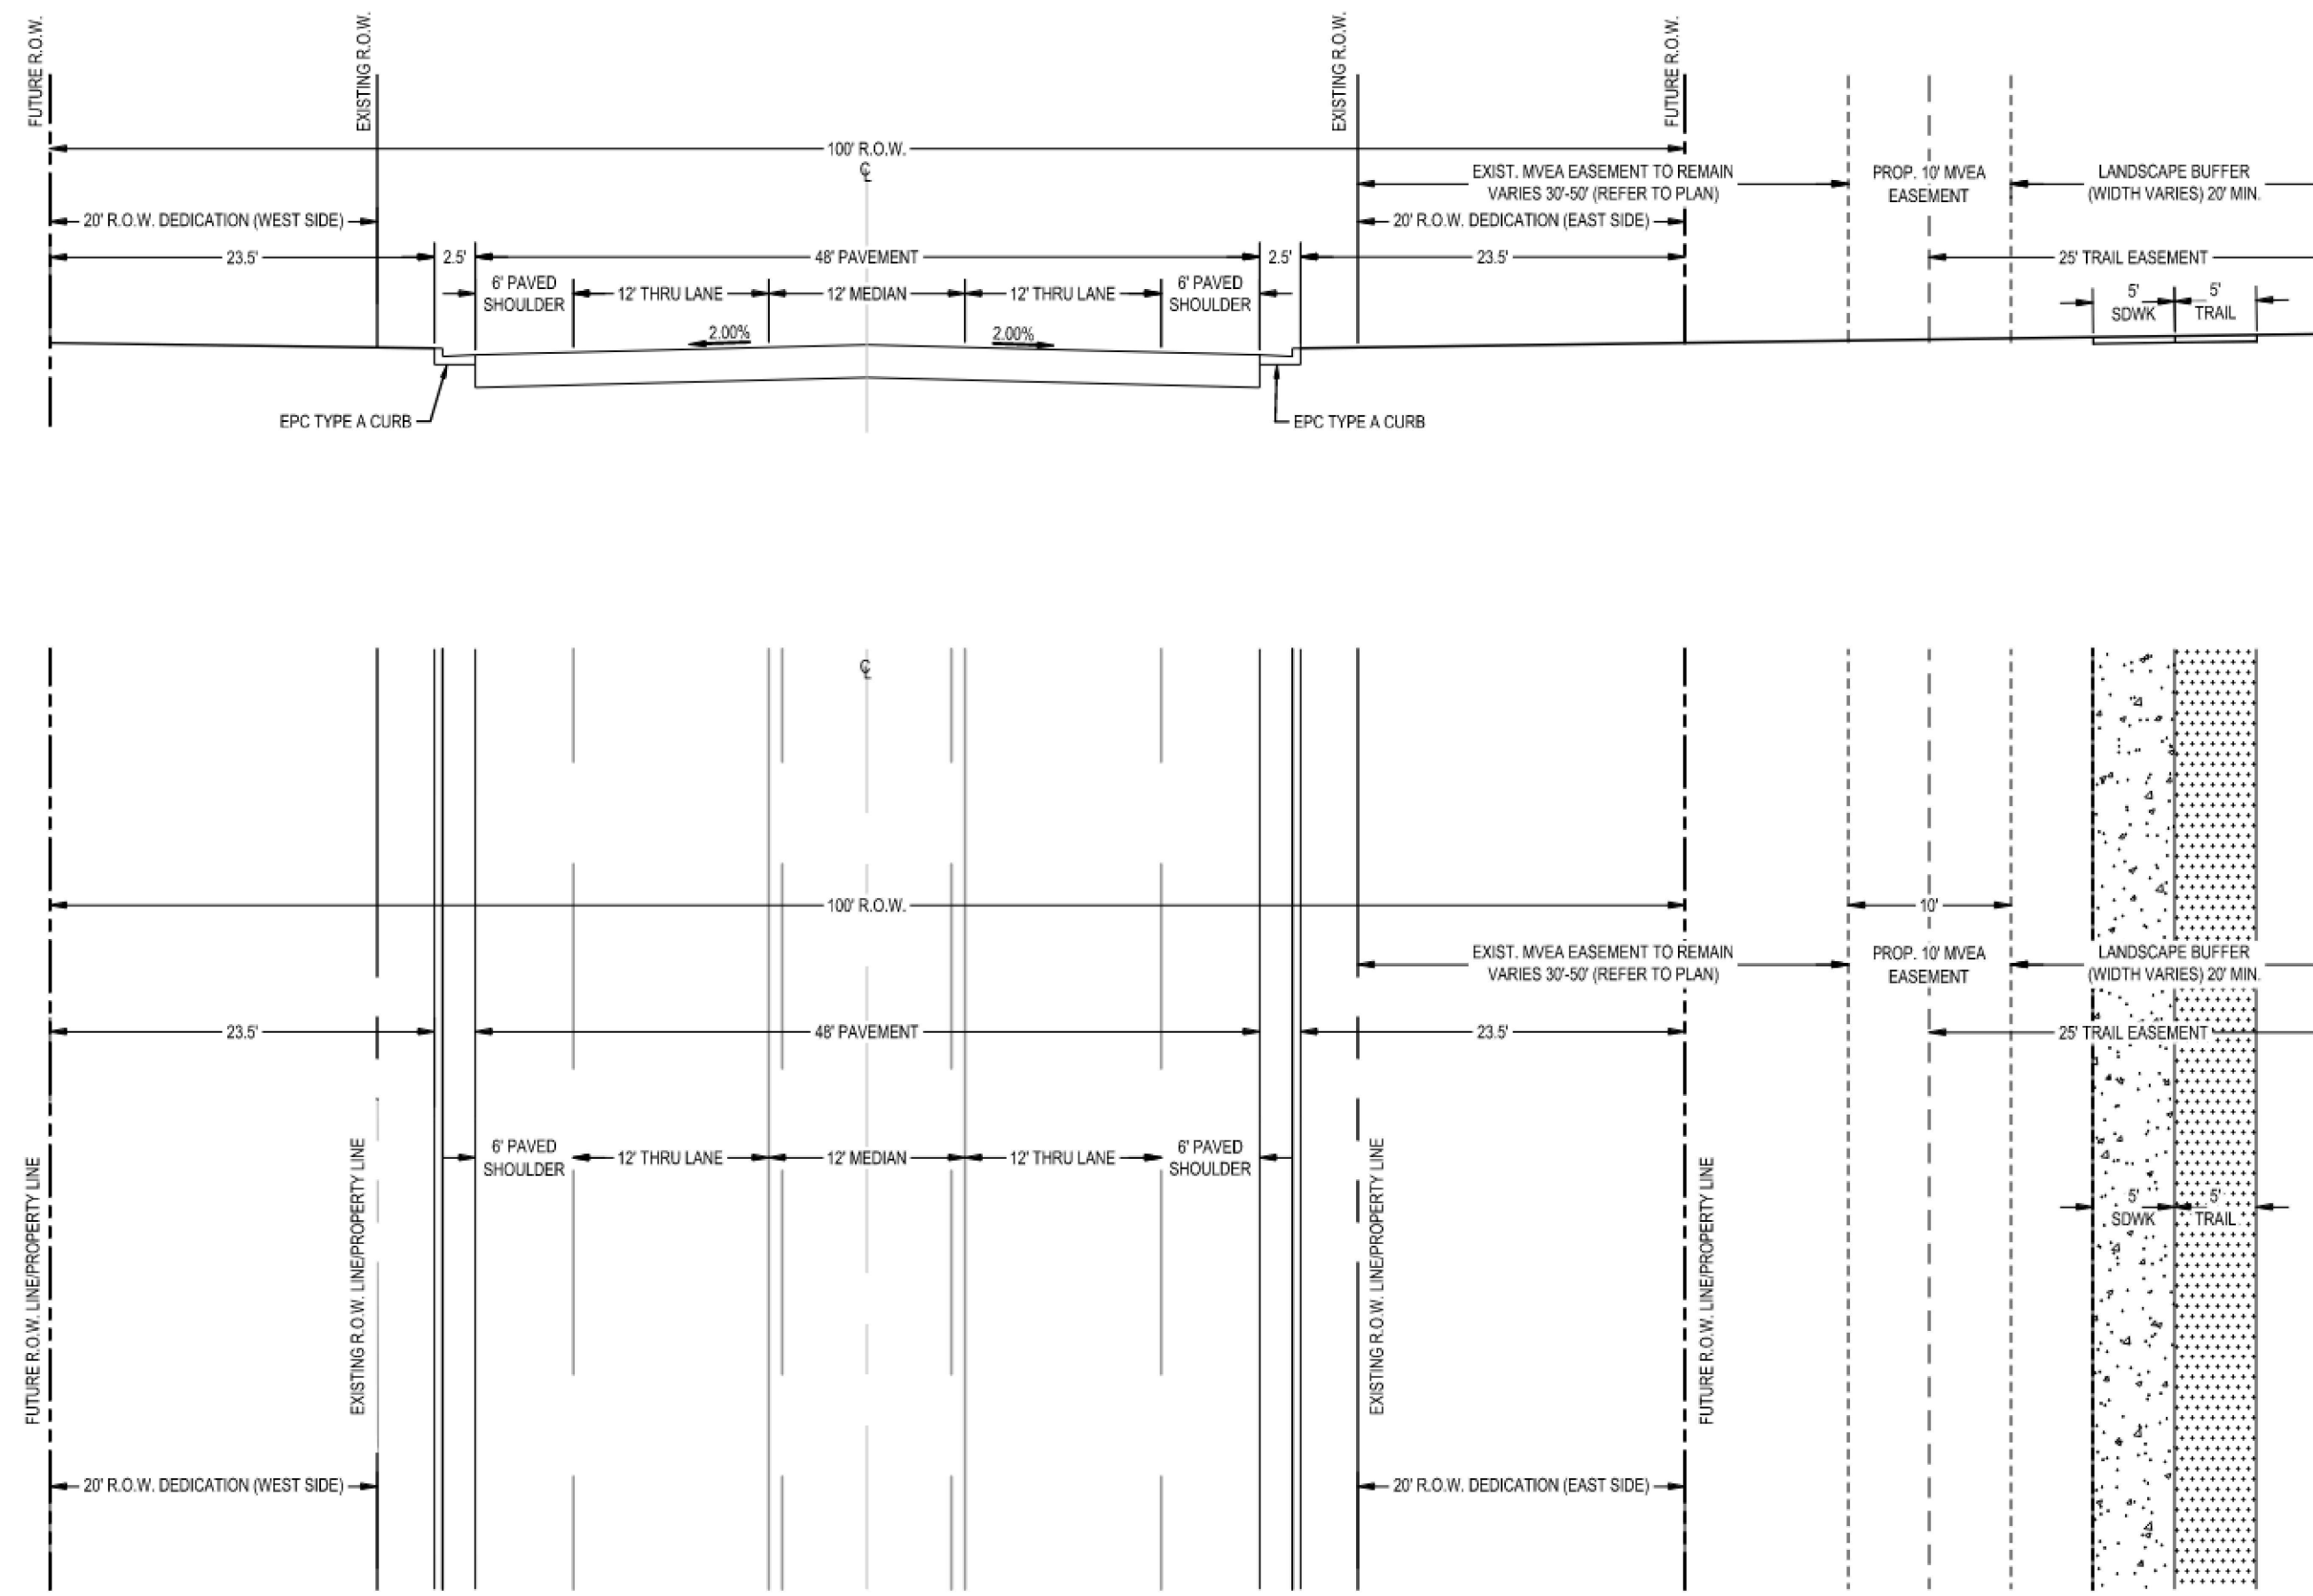 FUTURE R.O.W.
EXISTING R.O.W.
EXISTING R.O.W.
FUTURE R.O.W.
100' R.O.W.
℄
EXIST. MVEA EASEMENT TO REMAIN
VARIES 30'-50' (REFER TO PLAN)
PROP. 10' MVEA
EASEMENT
LANDSCAPE BUFFER
(WIDTH VARIES) 20' MIN.
20' R.O.W. DEDICATION (WEST SIDE)
20' R.O.W. DEDICATION (EAST SIDE)
23.5'
2.5'
48' PAVEMENT
2.5'
23.5'
25' TRAIL EASEMENT
6' PAVED
SHOULDER
12' THRU LANE
12' MEDIAN
12' THRU LANE
6' PAVED
SHOULDER
5'
SDWK
5'
TRAIL
2.00%
2.00%
EPC TYPE A CURB
EPC TYPE A CURB
℄
100' R.O.W.
10'
EXIST. MVEA EASEMENT TO REMAIN
VARIES 30'-50' (REFER TO PLAN)
PROP. 10' MVEA
EASEMENT
LANDSCAPE BUFFER
(WIDTH VARIES) 20' MIN.
23.5'
48' PAVEMENT
23.5'
25' TRAIL EASEMENT
6' PAVED
SHOULDER
12' THRU LANE
12' MEDIAN
12' THRU LANE
6' PAVED
SHOULDER
5'
SDWK
5'
TRAIL
FUTURE R.O.W. LINE/PROPERTY LINE
EXISTING R.O.W. LINE/PROPERTY LINE
EXISTING R.O.W. LINE/PROPERTY LINE
FUTURE R.O.W. LINE/PROPERTY LINE
20' R.O.W. DEDICATION (WEST SIDE)
20' R.O.W. DEDICATION (EAST SIDE)